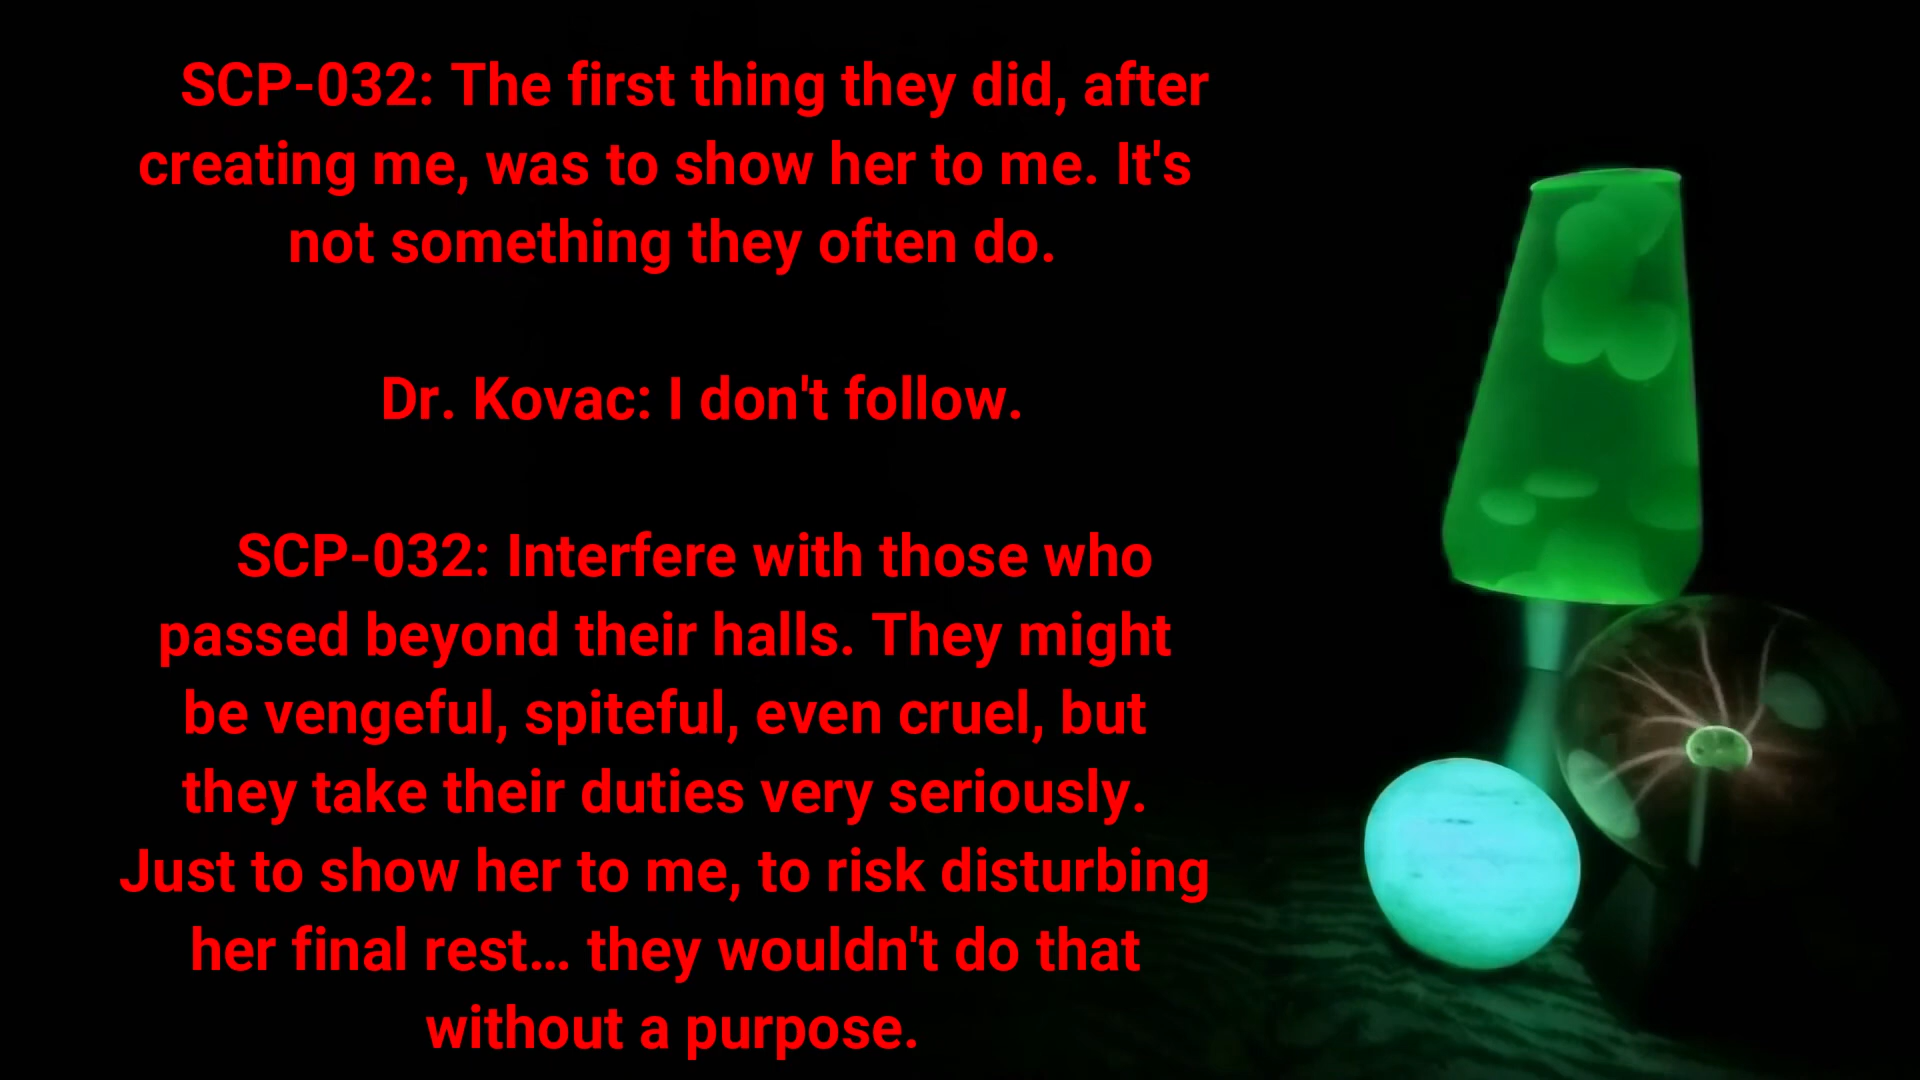 SCP-032: The first thing they did, after
creating me, was to show her to me. It's
not something they often do.
Dr. Kovac: I don't follow.
SCP-032: Interfere with those who
passed beyond their halls. They might
be vengeful, spiteful, even cruel, but
they take their duties very seriously.
Just to show her to me, to risk disturbing
her final rest… they wouldn't do that
without a purpose.